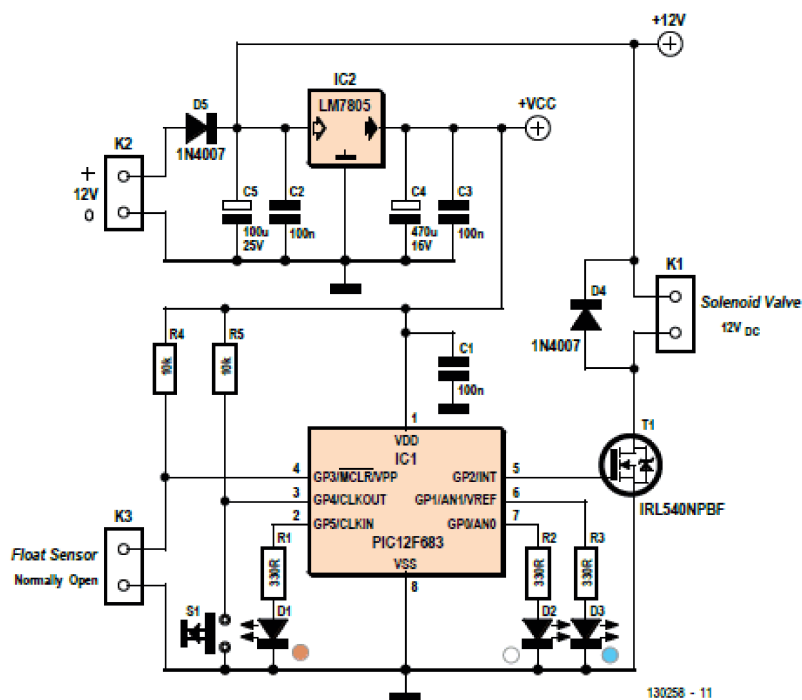 +12V
IC2
LM7805
+VCC
D5
1N4007
K2
+
12V
0
C5
100u
25V
C2
100n
C4
470u
16V
C3
100n
K1
Solenoid Valve
12V DC
D4
1N4007
R4
10k
R5
10k
C1
100n
T1
IRL540NPBF
1
VDD
IC1
4
GP3/MCLR/VPP
GP2/INT
5
3
GP4/CLKOUT
GP1/AN1/VREF
6
2
GP5/CLKIN
GP0/AN0
7
PIC12F683
VSS
8
K3
Float Sensor
Normally Open
R1
330R
R2
330R
R3
330R
S1
D1
D2
D3
130258 - 11